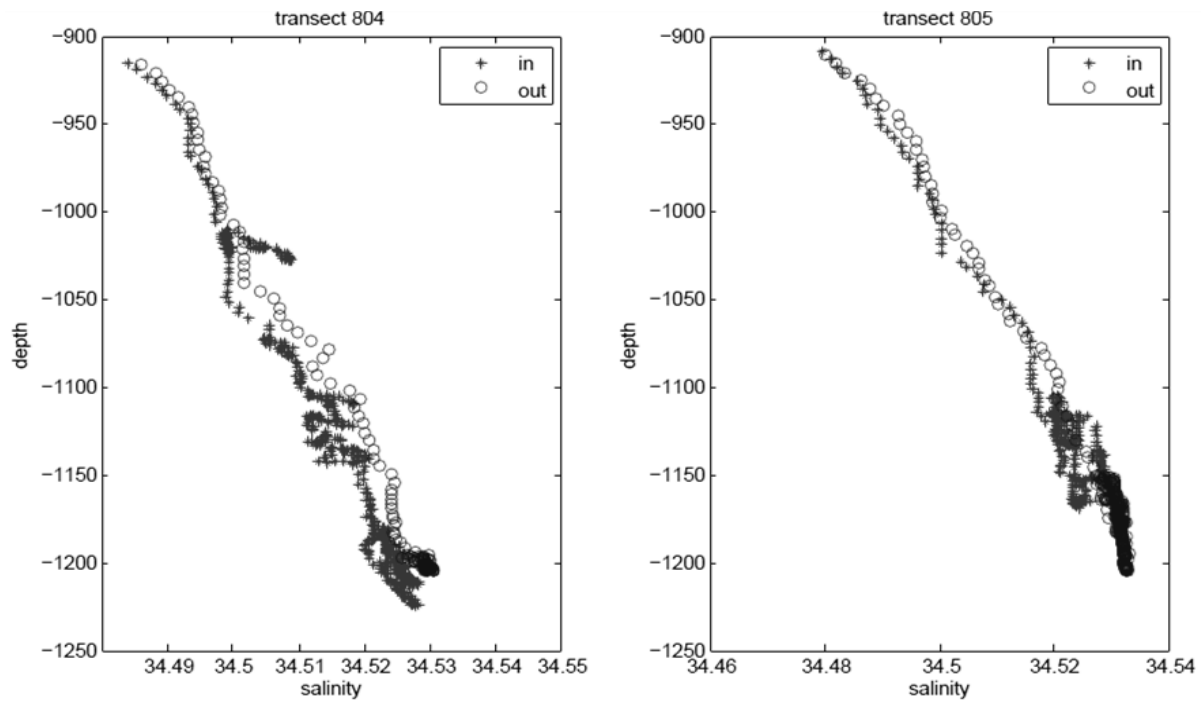 transect 804
−900
−950
−1000
−1050
−1100
−1150
−1200
−1250
depth
34.49 34.5 34.51 34.52 34.53 34.54 34.55
salinity
in
out
transect 805
−900
−950
−1000
−1050
−1100
−1150
−1200
−1250
depth
34.46 34.48 34.5 34.52 34.54
salinity
in
out